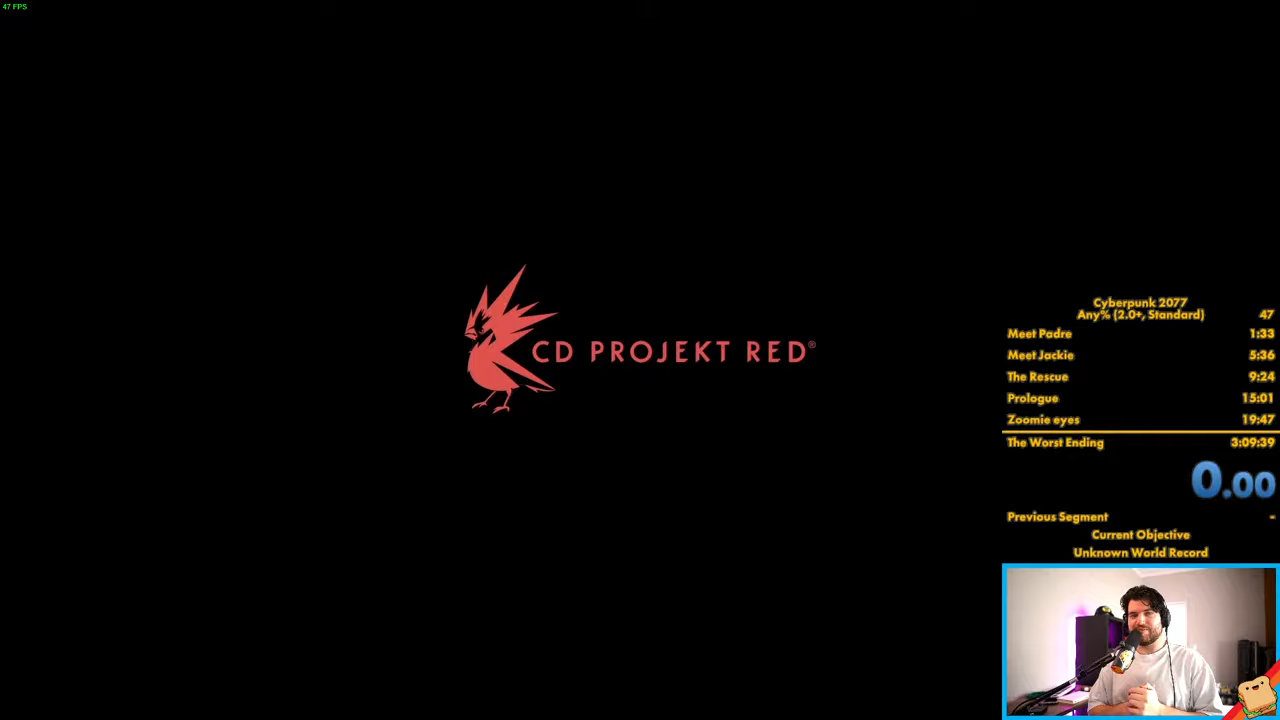 47 FPS
CD PROJEKT RED®
Cyberpunk 2077
Any% (2.0+, Standard) 47
Meet Padre 1:33
Meet Jackie 5:36
The Rescue 9:24
Prologue 15:01
Zoomie eyes 19:47
The Worst Ending 3:09:39
0.00
Previous Segment -
Current Objective
Unknown World Record